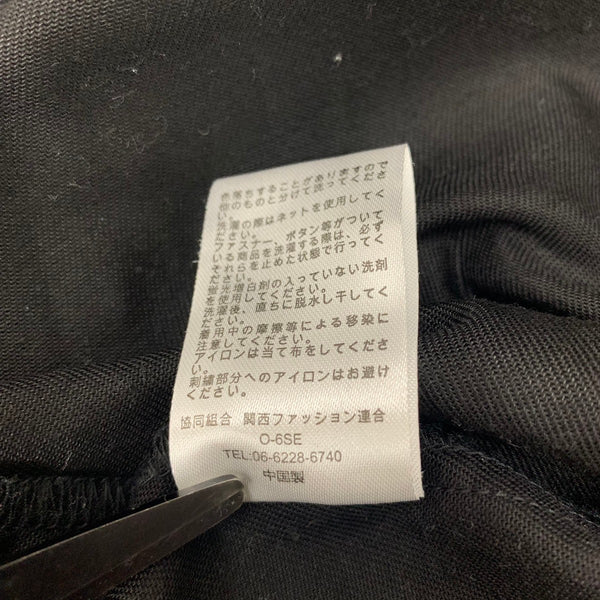 色落ちすることがありますので
他のものと分けて洗ってくださ
い。
洗濯の際はネットを使用してく
ださい。
ファスナー、ボタン等がついて
いる商品を洗濯する際は、必ず
それらを止めた状態で行ってく
ださい。
蛍光増白剤の入っていない洗剤
を使用してください。
洗濯後、直ちに脱水し干してく
ださい。
着用中の摩擦等による移染に
注意してください。
アイロンは当て布をしてくださ
い。
刺繍部分へのアイロンはお避け
ください。
協同組合 関西ファッション連合
O-6SE
TEL:06-6228-6740
中国製